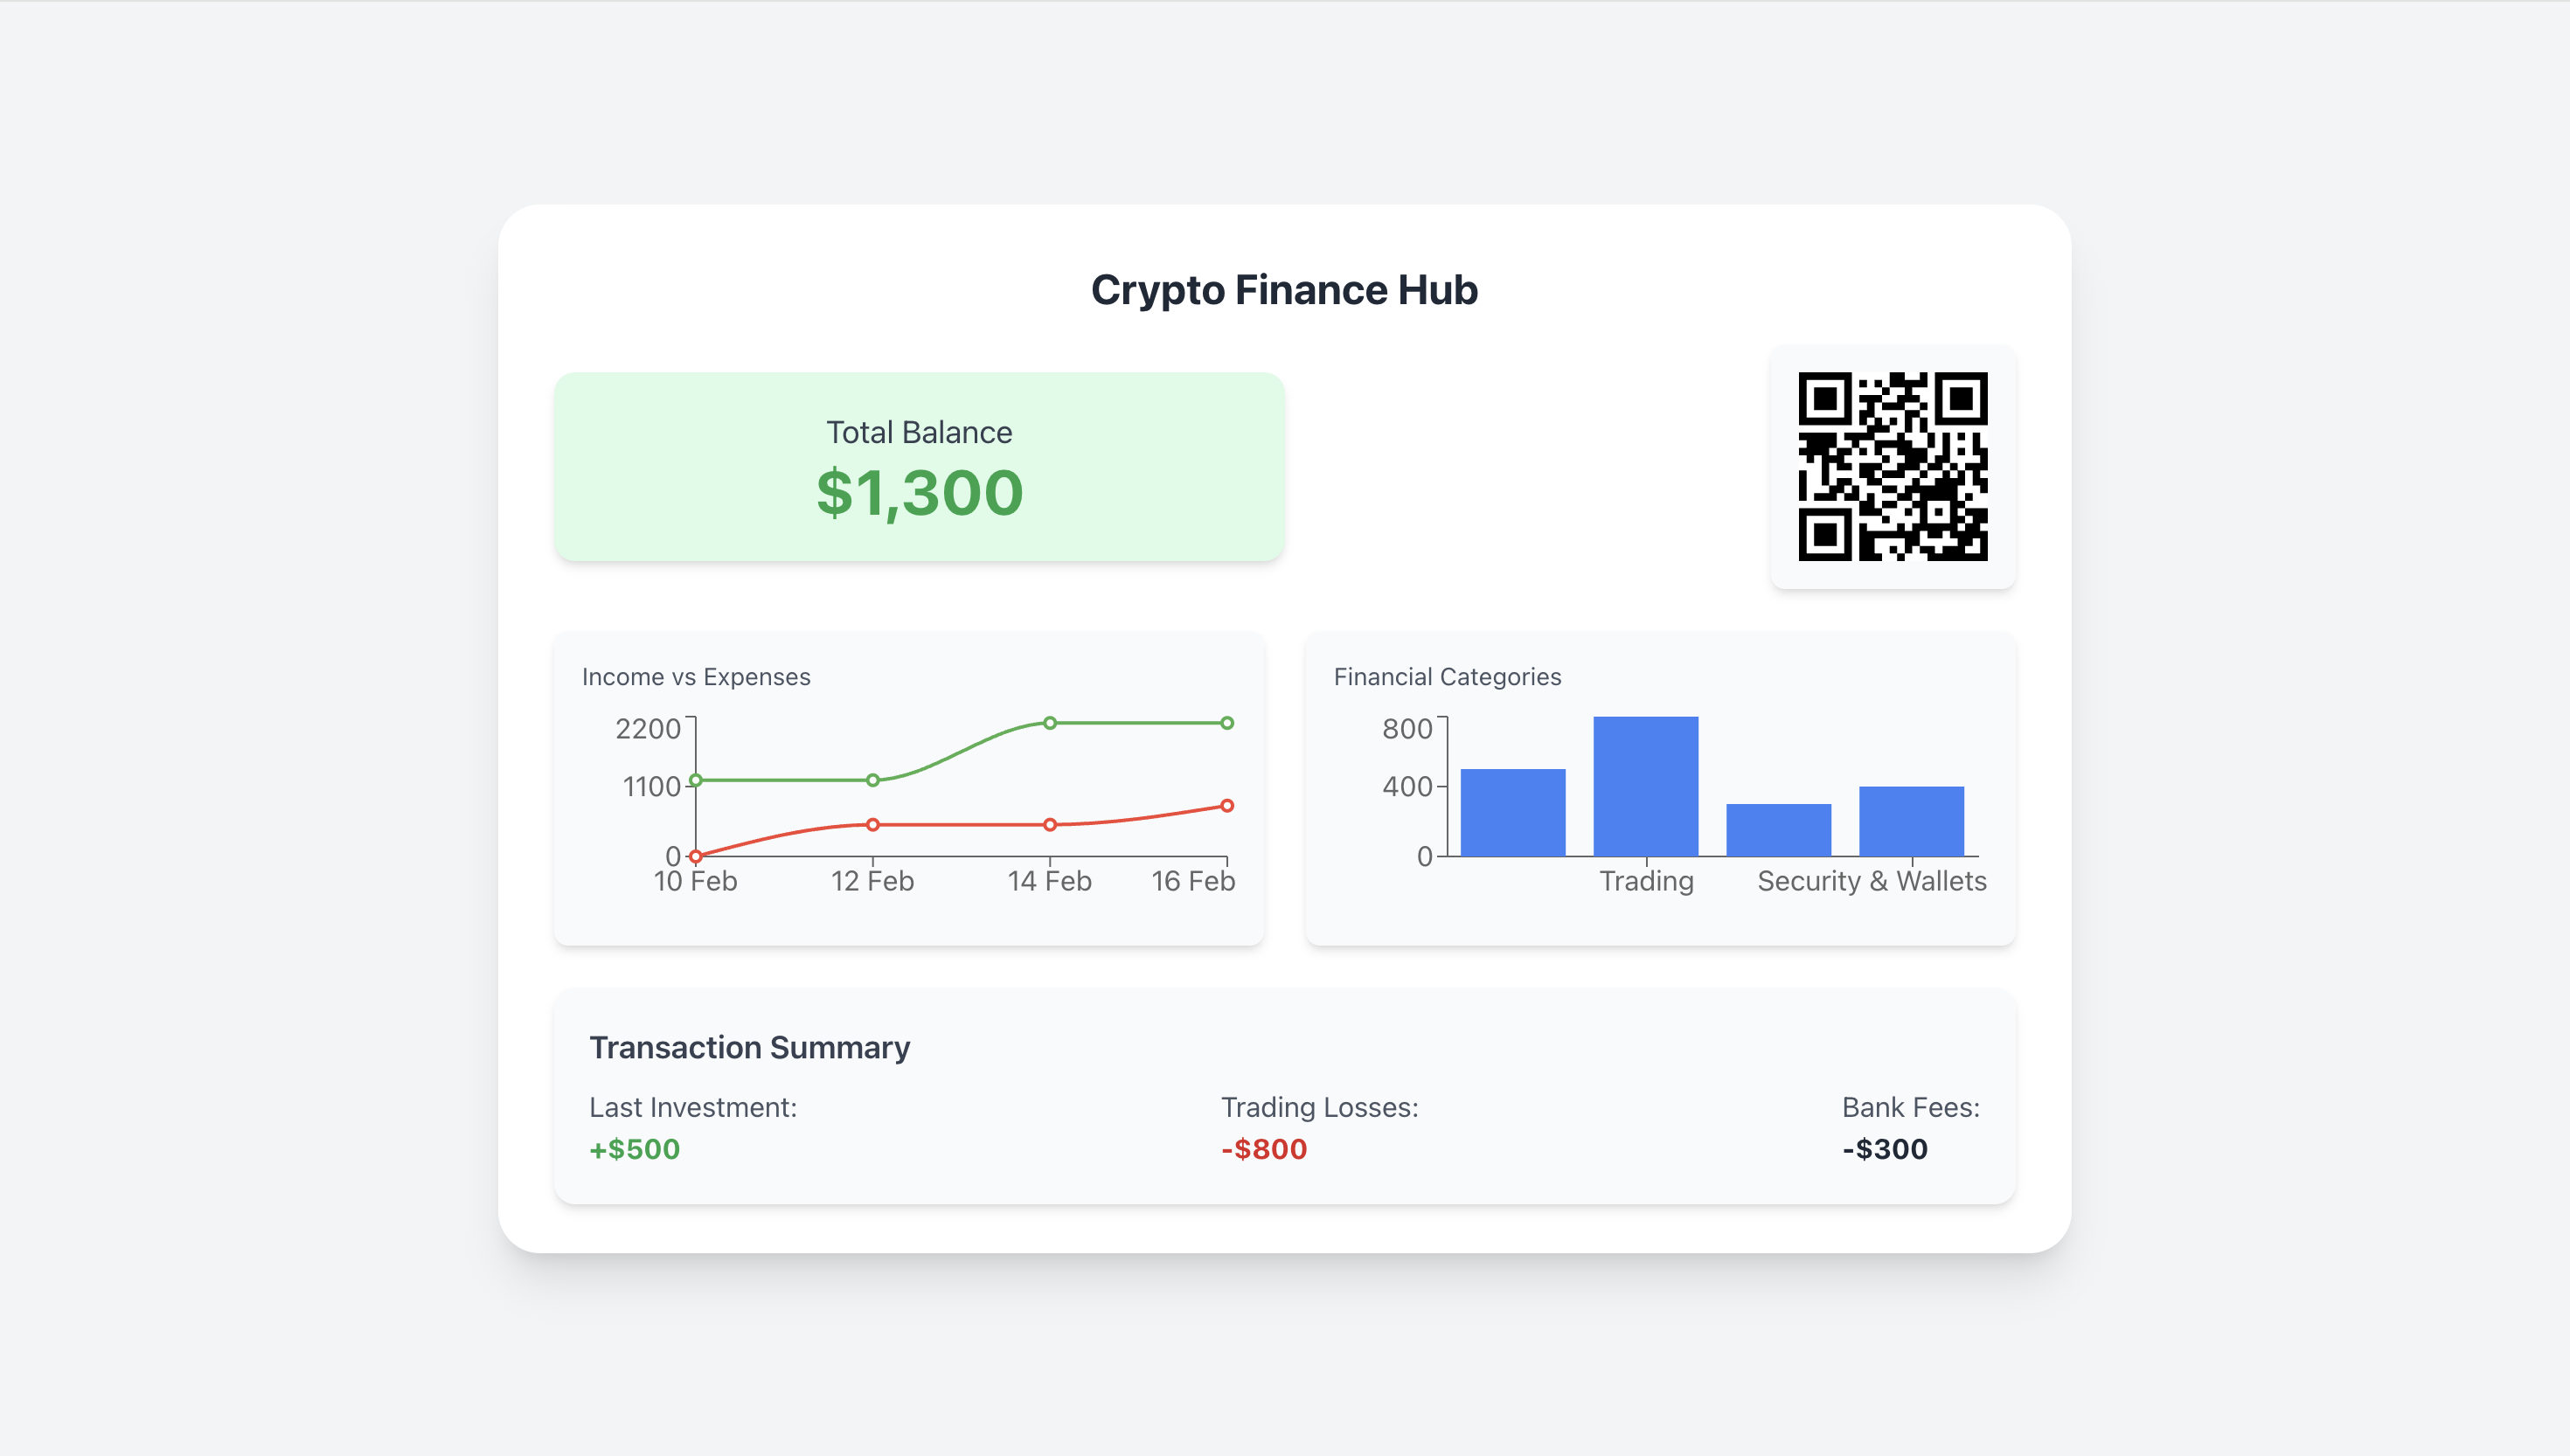 Crypto Finance Hub
Total Balance
$1,300
Income vs Expenses
2200
1100
0
10 Feb
12 Feb
14 Feb
16 Feb
Financial Categories
800
400
0
Trading
Security & Wallets
Transaction Summary
Last Investment:
+$500
Trading Losses:
-$800
Bank Fees:
-$300